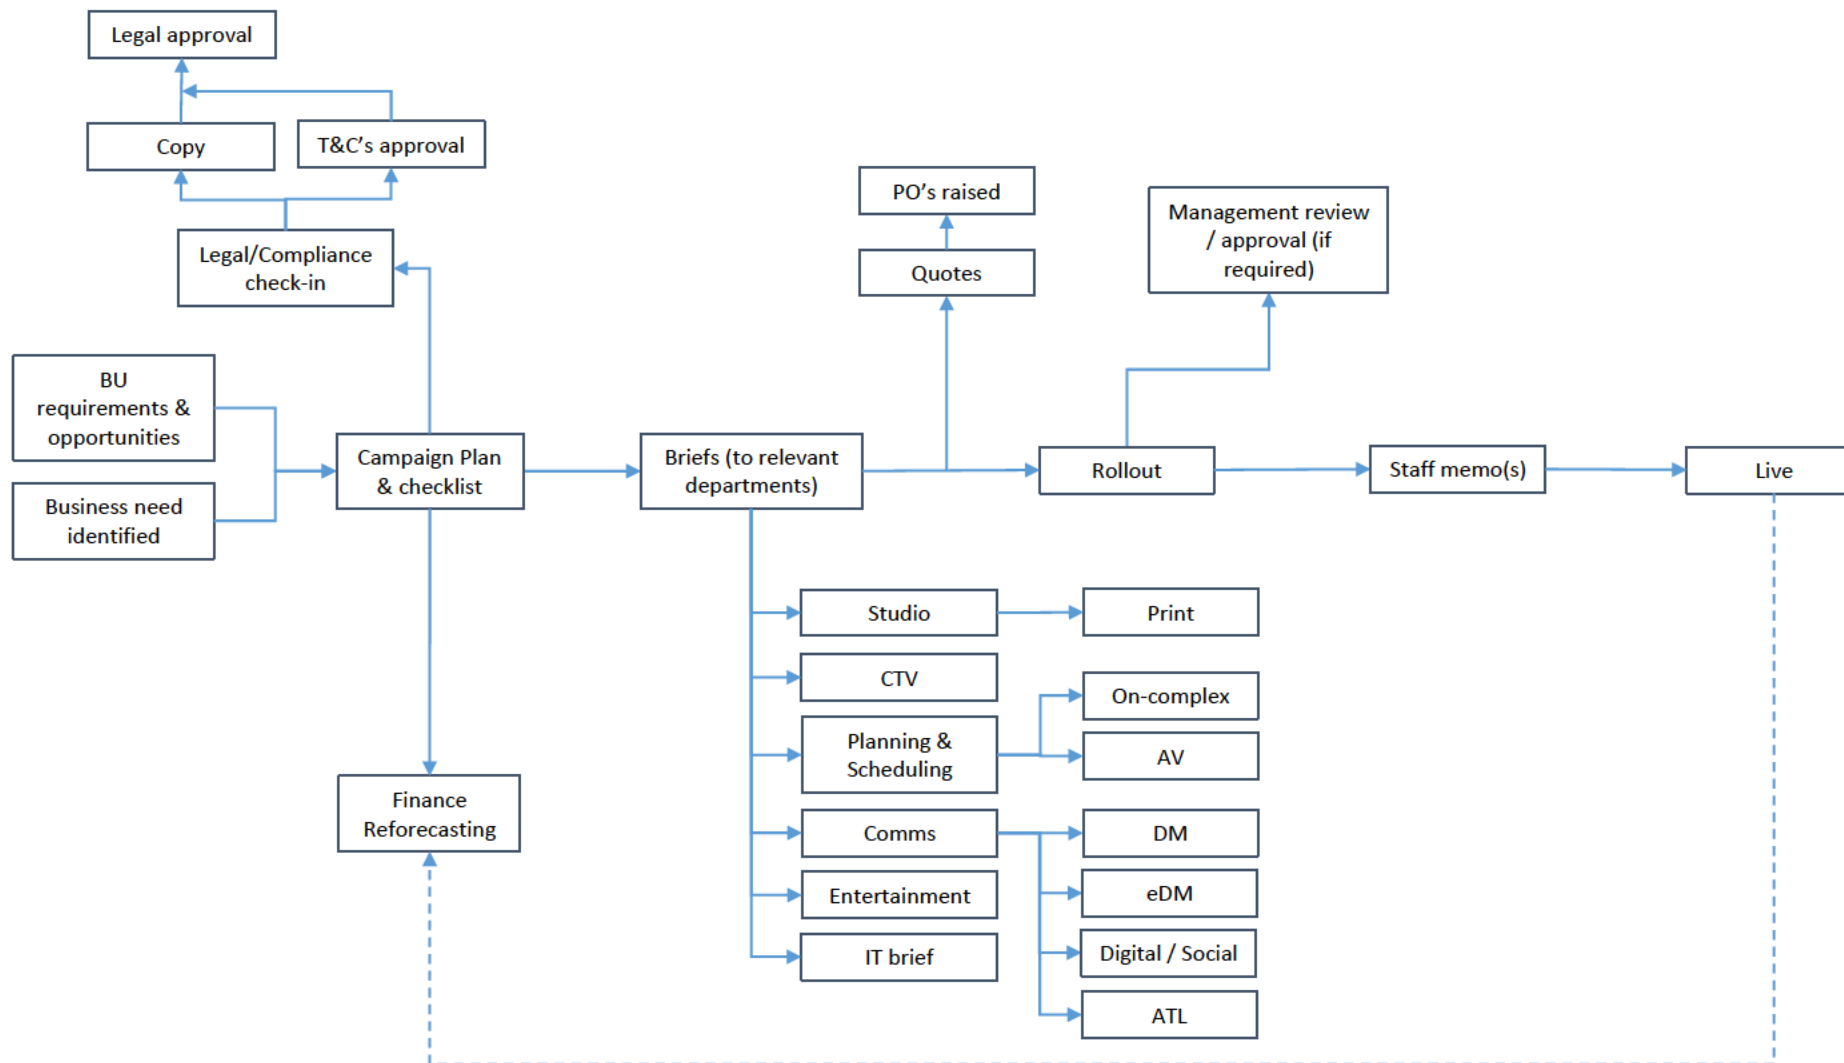 Legal approval
Copy
T&C's approval
Legal/Compliance
check-in
PO's raised
Quotes
Management review
/ approval (if
required)
BU
requirements &
opportunities
Business need
identified
Campaign Plan
& checklist
Briefs (to relevant
departments)
Rollout
Staff memo(s)
Live
Studio
Print
CTV
Planning &
Scheduling
On-complex
AV
Finance
Reforecasting
Comms
DM
eDM
Digital / Social
ATL
Entertainment
IT brief